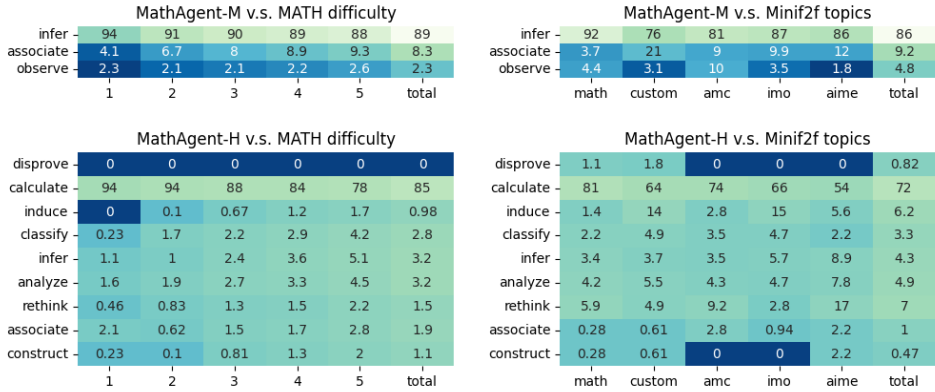 MathAgent-M v.s. MATH difficulty
infer 94 91 90 89 88 89
associate 4.1 6.7 8 8.9 9.3 8.3
observe 2.3 2.1 2.1 2.2 2.6 2.3
1 2 3 4 5 total
MathAgent-M v.s. Minif2f topics
infer 92 76 81 87 86 86
associate 3.7 21 9 9.9 12 9.2
observe 4.4 3.1 10 3.5 1.8 4.8
math custom amc imo aime total
MathAgent-H v.s. MATH difficulty
disprove 0 0 0 0 0 0
calculate 94 94 88 84 78 85
induce 0 0.1 0.67 1.2 1.7 0.98
classify 0.23 1.7 2.2 2.9 4.2 2.8
infer 1.1 1 2.4 3.6 5.1 3.2
analyze 1.6 1.9 2.7 3.3 4.5 3.2
rethink 0.46 0.83 1.3 1.5 2.2 1.5
associate 2.1 0.62 1.5 1.7 2.8 1.9
construct 0.23 0.1 0.81 1.3 2 1.1
1 2 3 4 5 total
MathAgent-H v.s. Minif2f topics
disprove 1.1 1.8 0 0 0 0.82
calculate 81 64 74 66 54 72
induce 1.4 14 2.8 15 5.6 6.2
classify 2.2 4.9 3.5 4.7 2.2 3.3
infer 3.4 3.7 3.5 5.7 8.9 4.3
analyze 4.2 5.5 4.3 4.7 7.8 4.9
rethink 5.9 4.9 9.2 2.8 17 7
associate 0.28 0.61 2.8 0.94 2.2 1
construct 0.28 0.61 0 0 2.2 0.47
math custom amc imo aime total